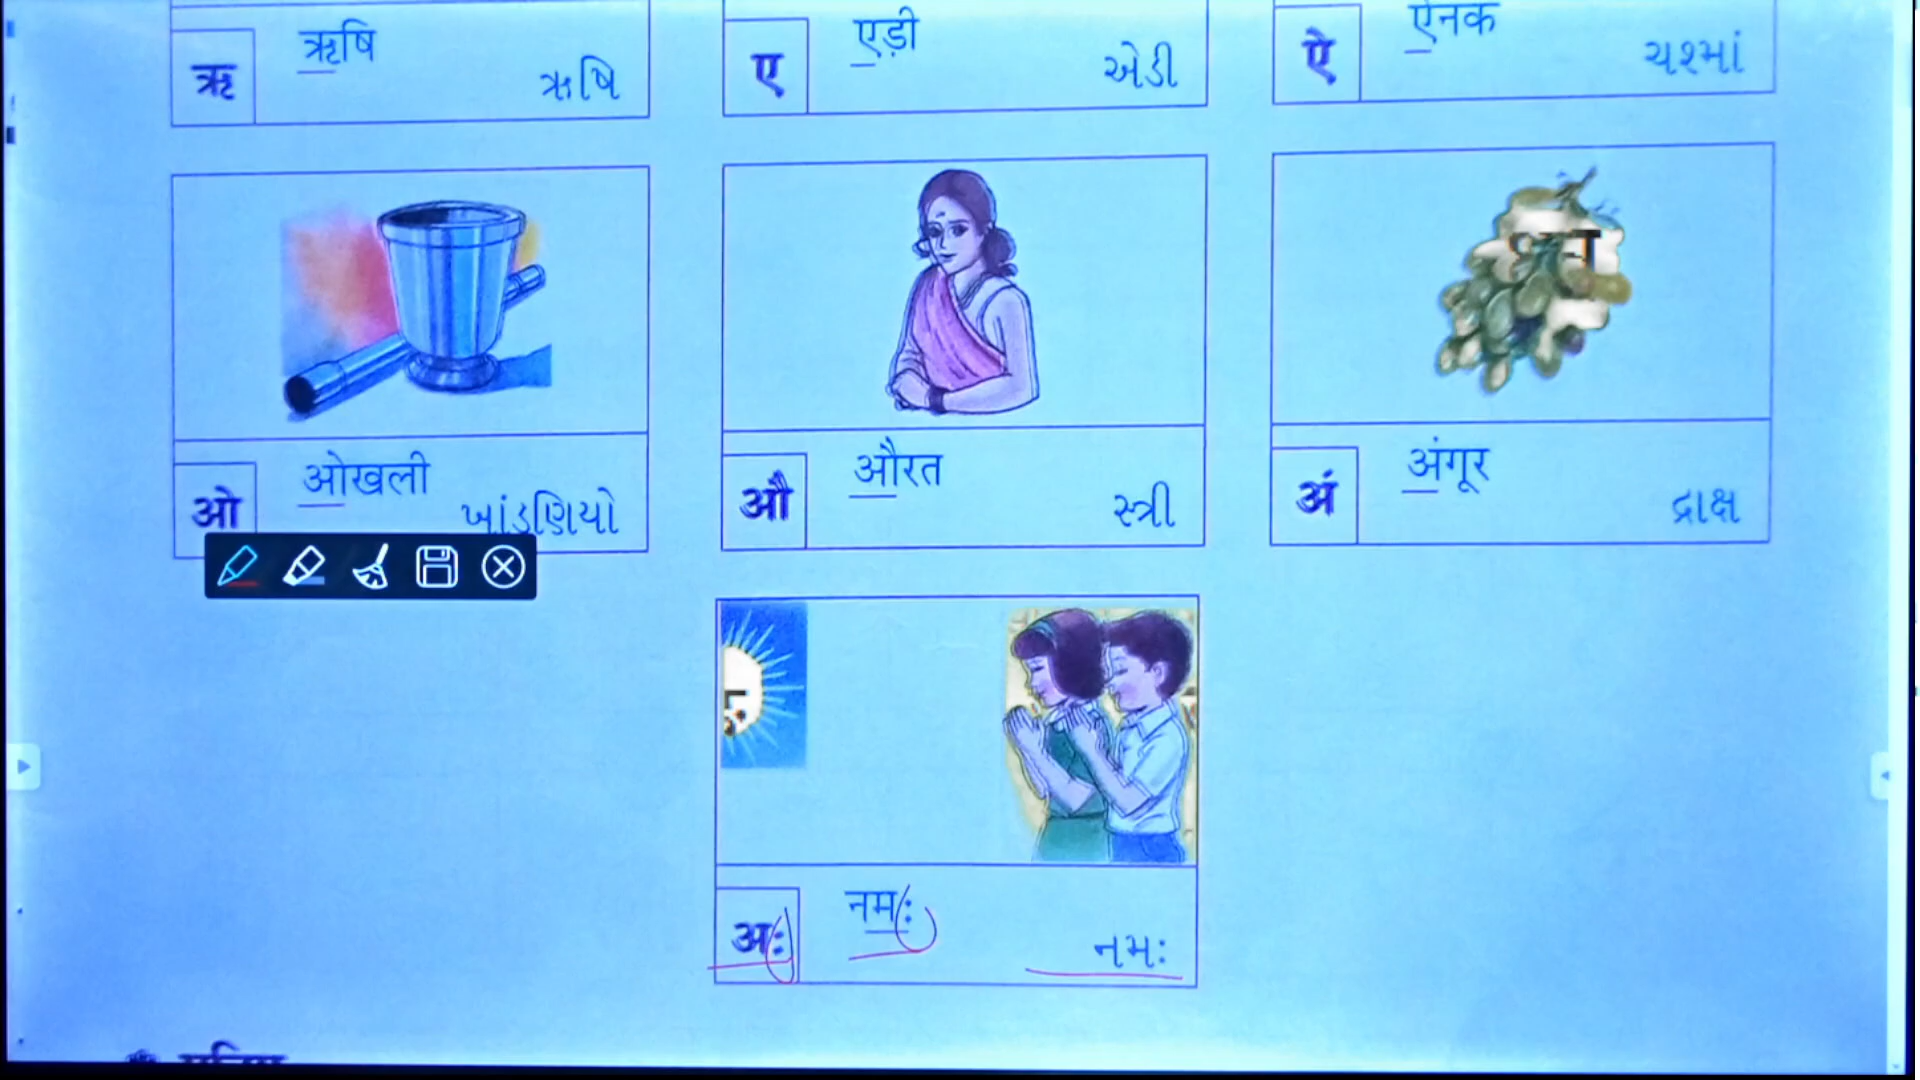 ऋ ऋषि ઋષિ
ए एड़ी એડી
ऐ ऐनक ચશ્માં
ओ ओखली ખાંડણિયો
औ औरत સ્ત્રી
अं अंगूर દ્રાક્ષ
अः नमः નમઃ